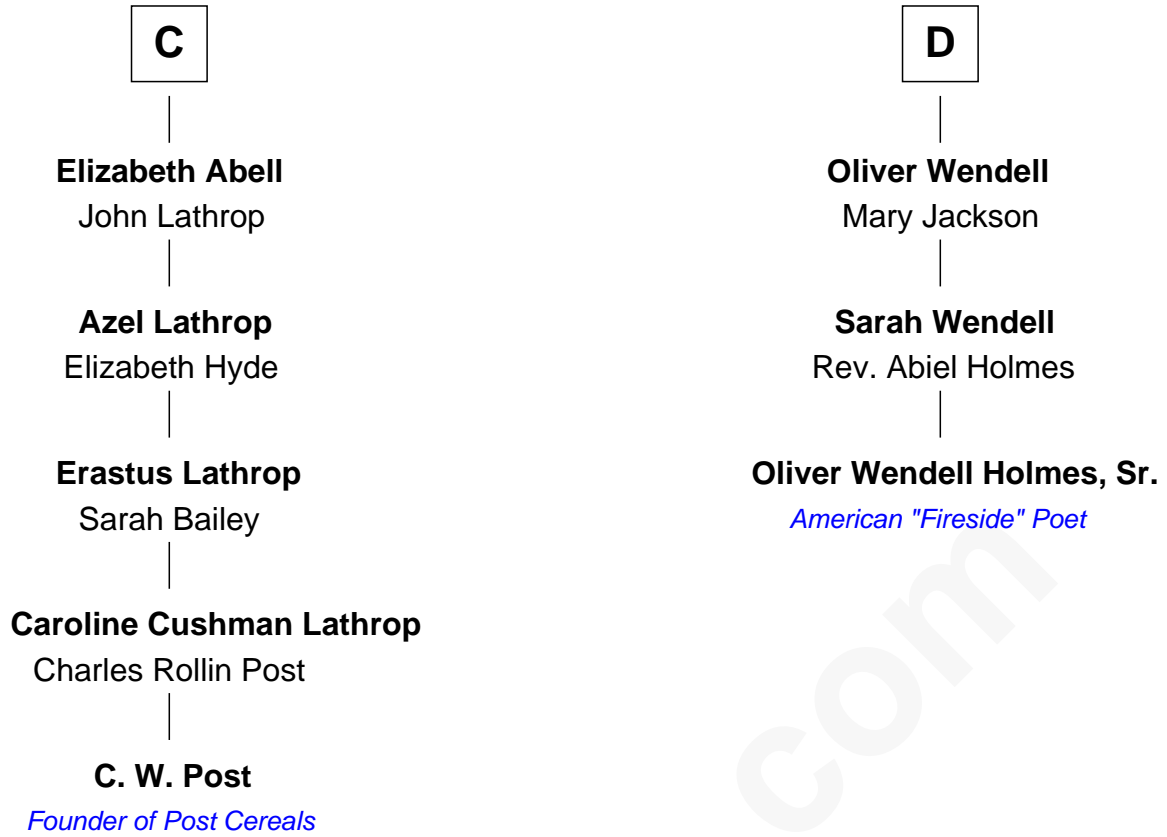 C
Elizabeth Abell
John Lathrop
Azel Lathrop
Elizabeth Hyde
Erastus Lathrop
Sarah Bailey
Caroline Cushman Lathrop
Charles Rollin Post
C. W. Post
Founder of Post Cereals
D
Oliver Wendell
Mary Jackson
Sarah Wendell
Rev. Abiel Holmes
Oliver Wendell Holmes, Sr.
American "Fireside" Poet
com